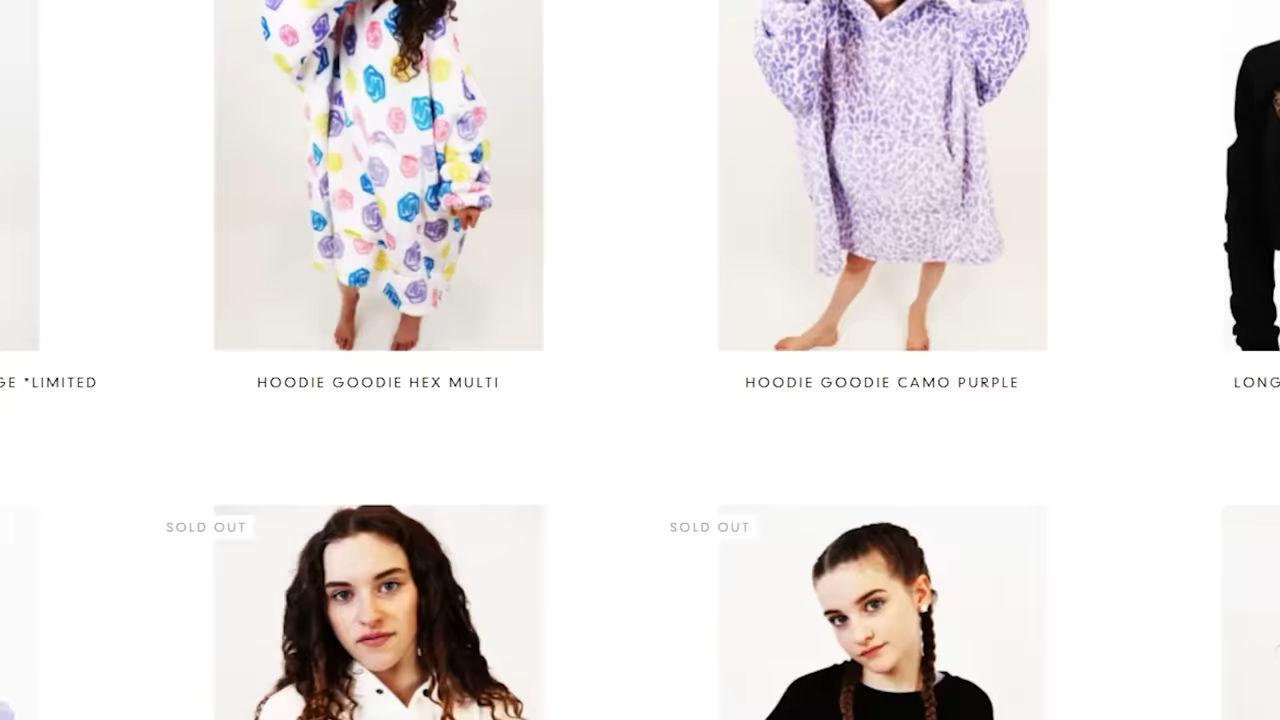 GE *LIMITED
HOODIE GOODIE HEX MULTI
HOODIE GOODIE CAMO PURPLE
LONG
SOLD OUT
SOLD OUT